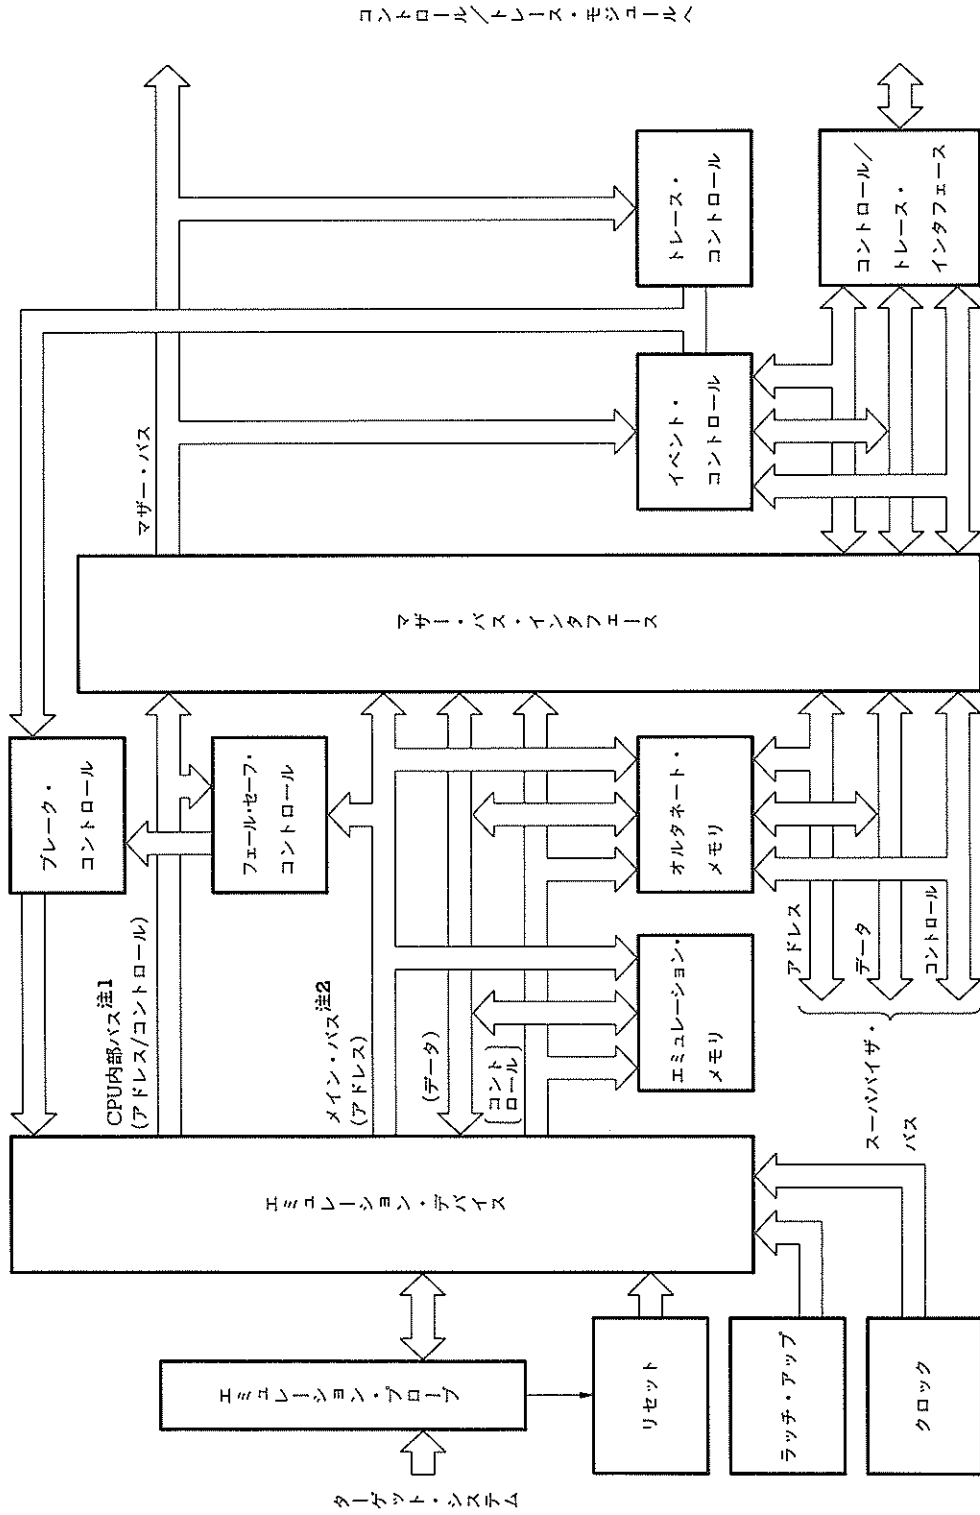 コントロール/トレース・モジュールへ
マザー・バス
ブレーク・
コントロール
CPU内部バス注1
(アドレス/コントロール)
フェール・セーフ・
コントロール
トレース・
コントロール
イベント・
コントロール
コントロール/
トレース・
インタフェース
マザー・バス・インタフェース
メイン・バス注2
(アドレス)
(データ)
(コント
ロール)
オルタネート・
メモリ
エミュレーション・
メモリ
アドレス
データ
コントロール
スーパバイザ・
バス
エミュレーション・デバイス
エミュレーション・プローブ
リセット
ラッチ・アップ
クロック
ターゲット・システム